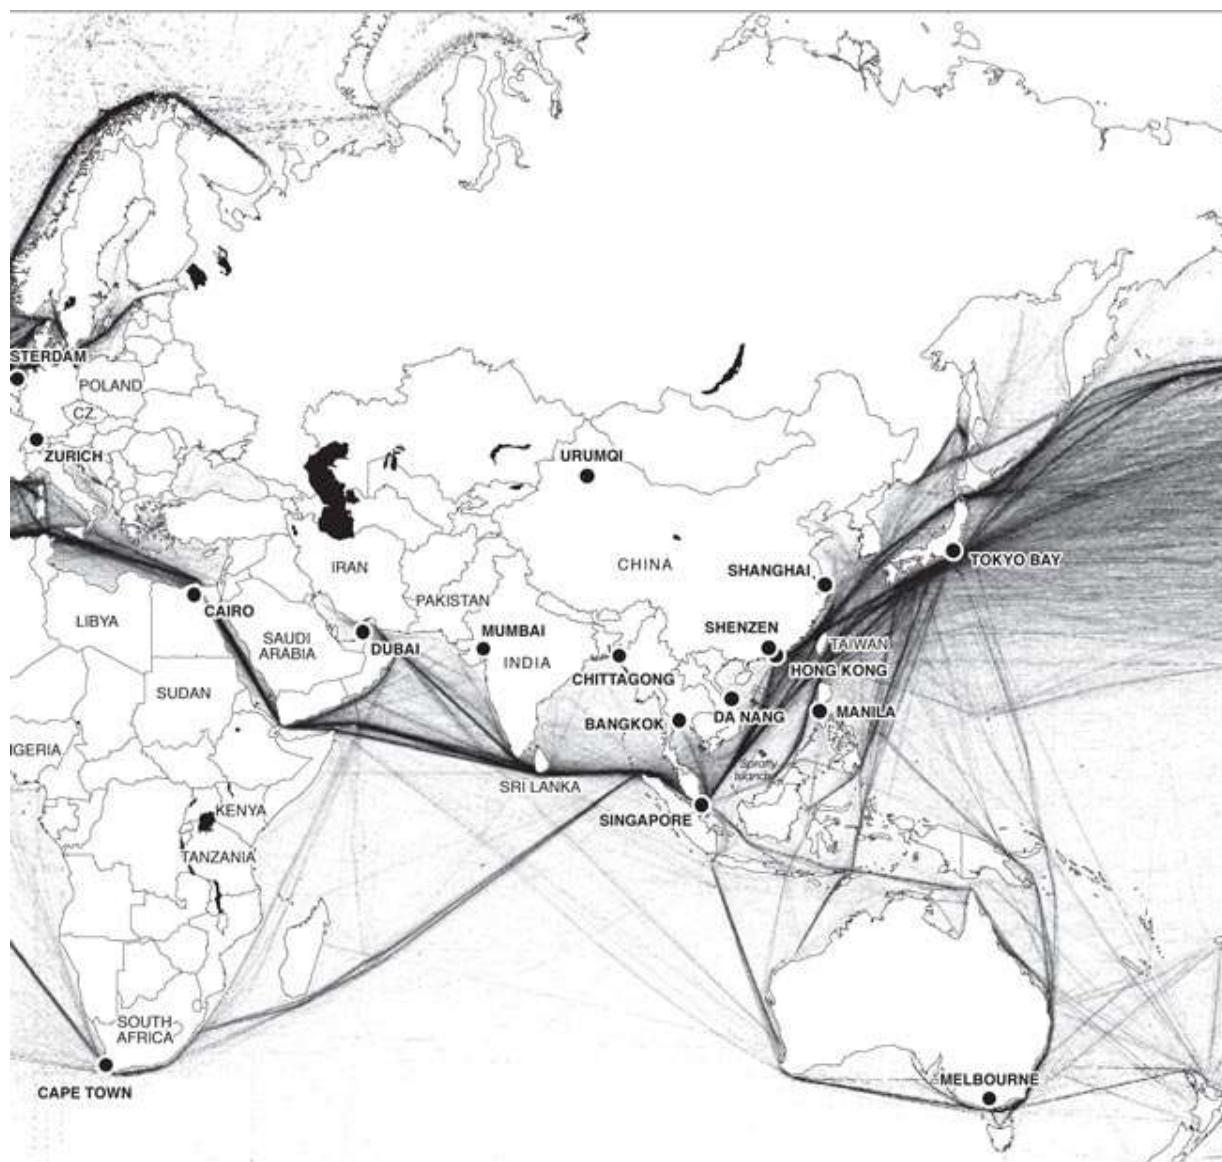 STERDAM
POLAND
CZ.
ZURICH
URUMQI
CHINA
TOKYO BAY
SHANGHAI
IRAN
PAKISTAN
CAIRO
LIBYA
SAUDI
ARABIA
DUBAI
MUMBAI
INDIA
SHENZEN
TAIWAN
HONG KONG
CHITTAGONG
SUDAN
BANGKOK
DA NANG
MANILA
IGERIA
Spratly
Islands
SRI LANKA
SINGAPORE
KENYA
TANZANIA
SOUTH
AFRICA
CAPE TOWN
MELBOURNE